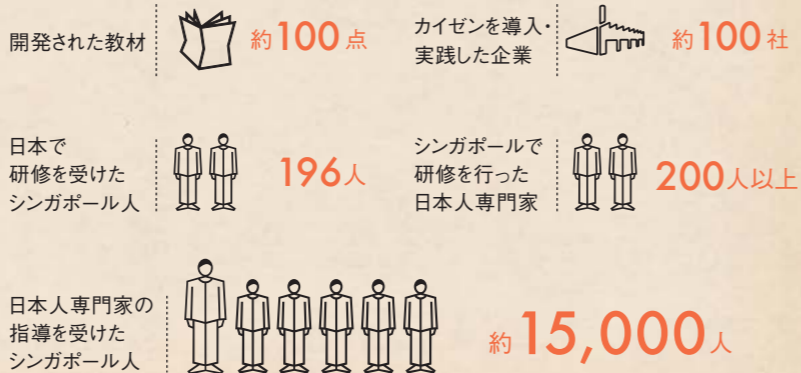 開発された教材
約100点
カイゼンを導入・
実践した企業
約100社
日本で
研修を受けた
シンガポール人
196人
シンガポールで
研修を行った
日本人専門家
200人以上
日本人専門家の
指導を受けた
シンガポール人
約15,000人